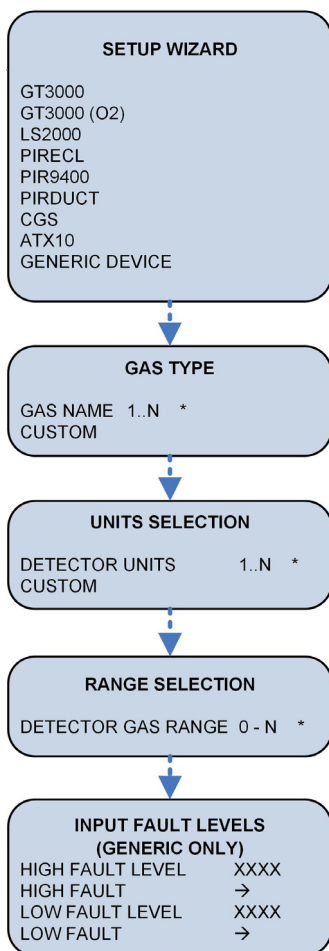 SETUP WIZARD
GT3000
GT3000 (O2)
LS2000
PIRECL
PIR9400
PIRDUCT
CGS
ATX10
GENERIC DEVICE
GAS TYPE
GAS NAME 1..N *
CUSTOM
UNITS SELECTION
DETECTOR UNITS 1..N *
CUSTOM
RANGE SELECTION
DETECTOR GAS RANGE 0 - N *
INPUT FAULT LEVELS
(GENERIC ONLY)
HIGH FAULT LEVEL XXXX
HIGH FAULT →
LOW FAULT LEVEL XXXX
LOW FAULT →